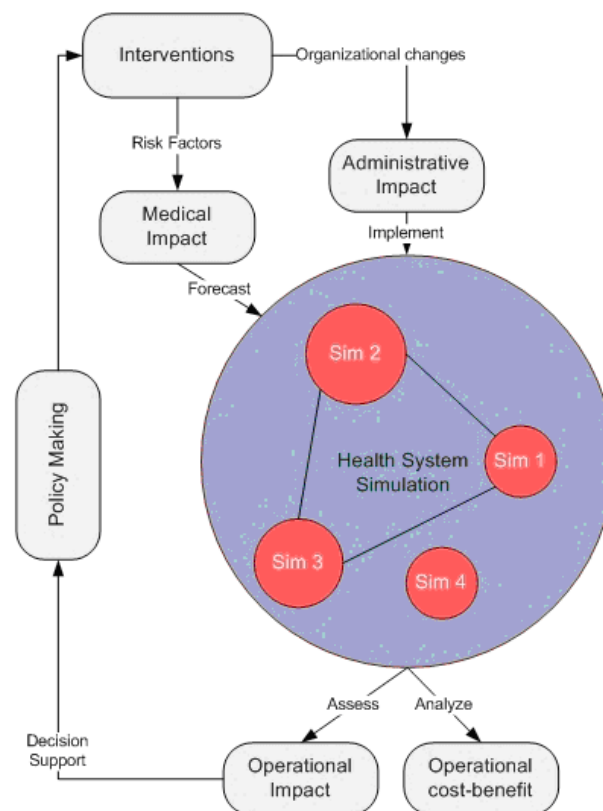 Interventions
Organizational changes
Risk Factors
Administrative
Impact
Medical
Impact
Implement
Forecast
Sim 2
Policy Making
Health System
Simulation
Sim 1
Sim 3
Sim 4
Assess
Analyze
Decision
Support
Operational
Impact
Operational
cost-benefit